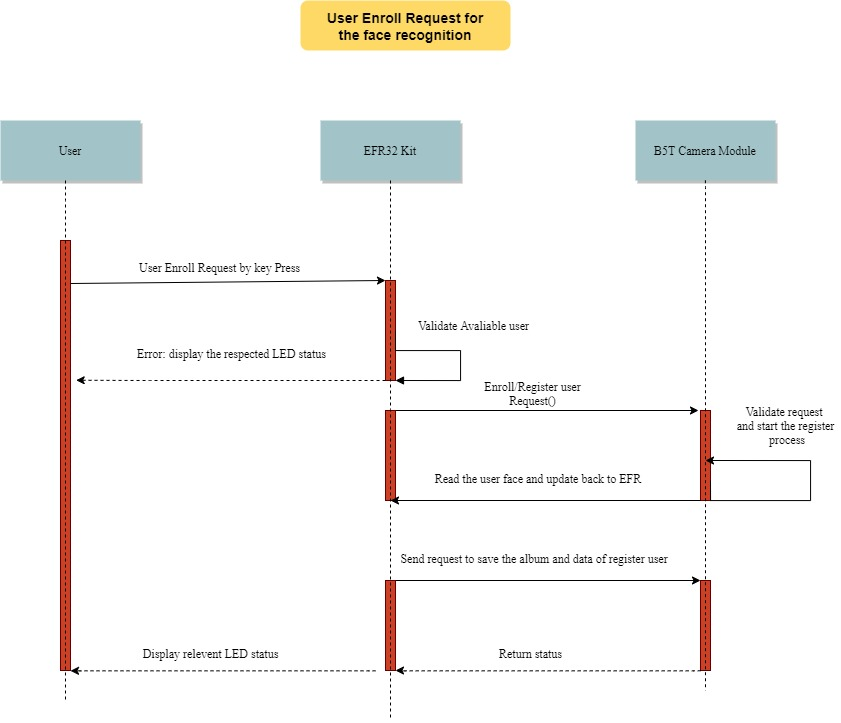 User Enroll Request for
the face recognition
User
EFR32 Kit
B5T Camera Module
User Enroll Request by key Press
Validate Avaliable user
Error: display the respected LED status
Enroll/Register user
Request()
Validate request
and start the register
process
Read the user face and update back to EFR
Send request to save the album and data of register user
Display relevent LED status
Return status